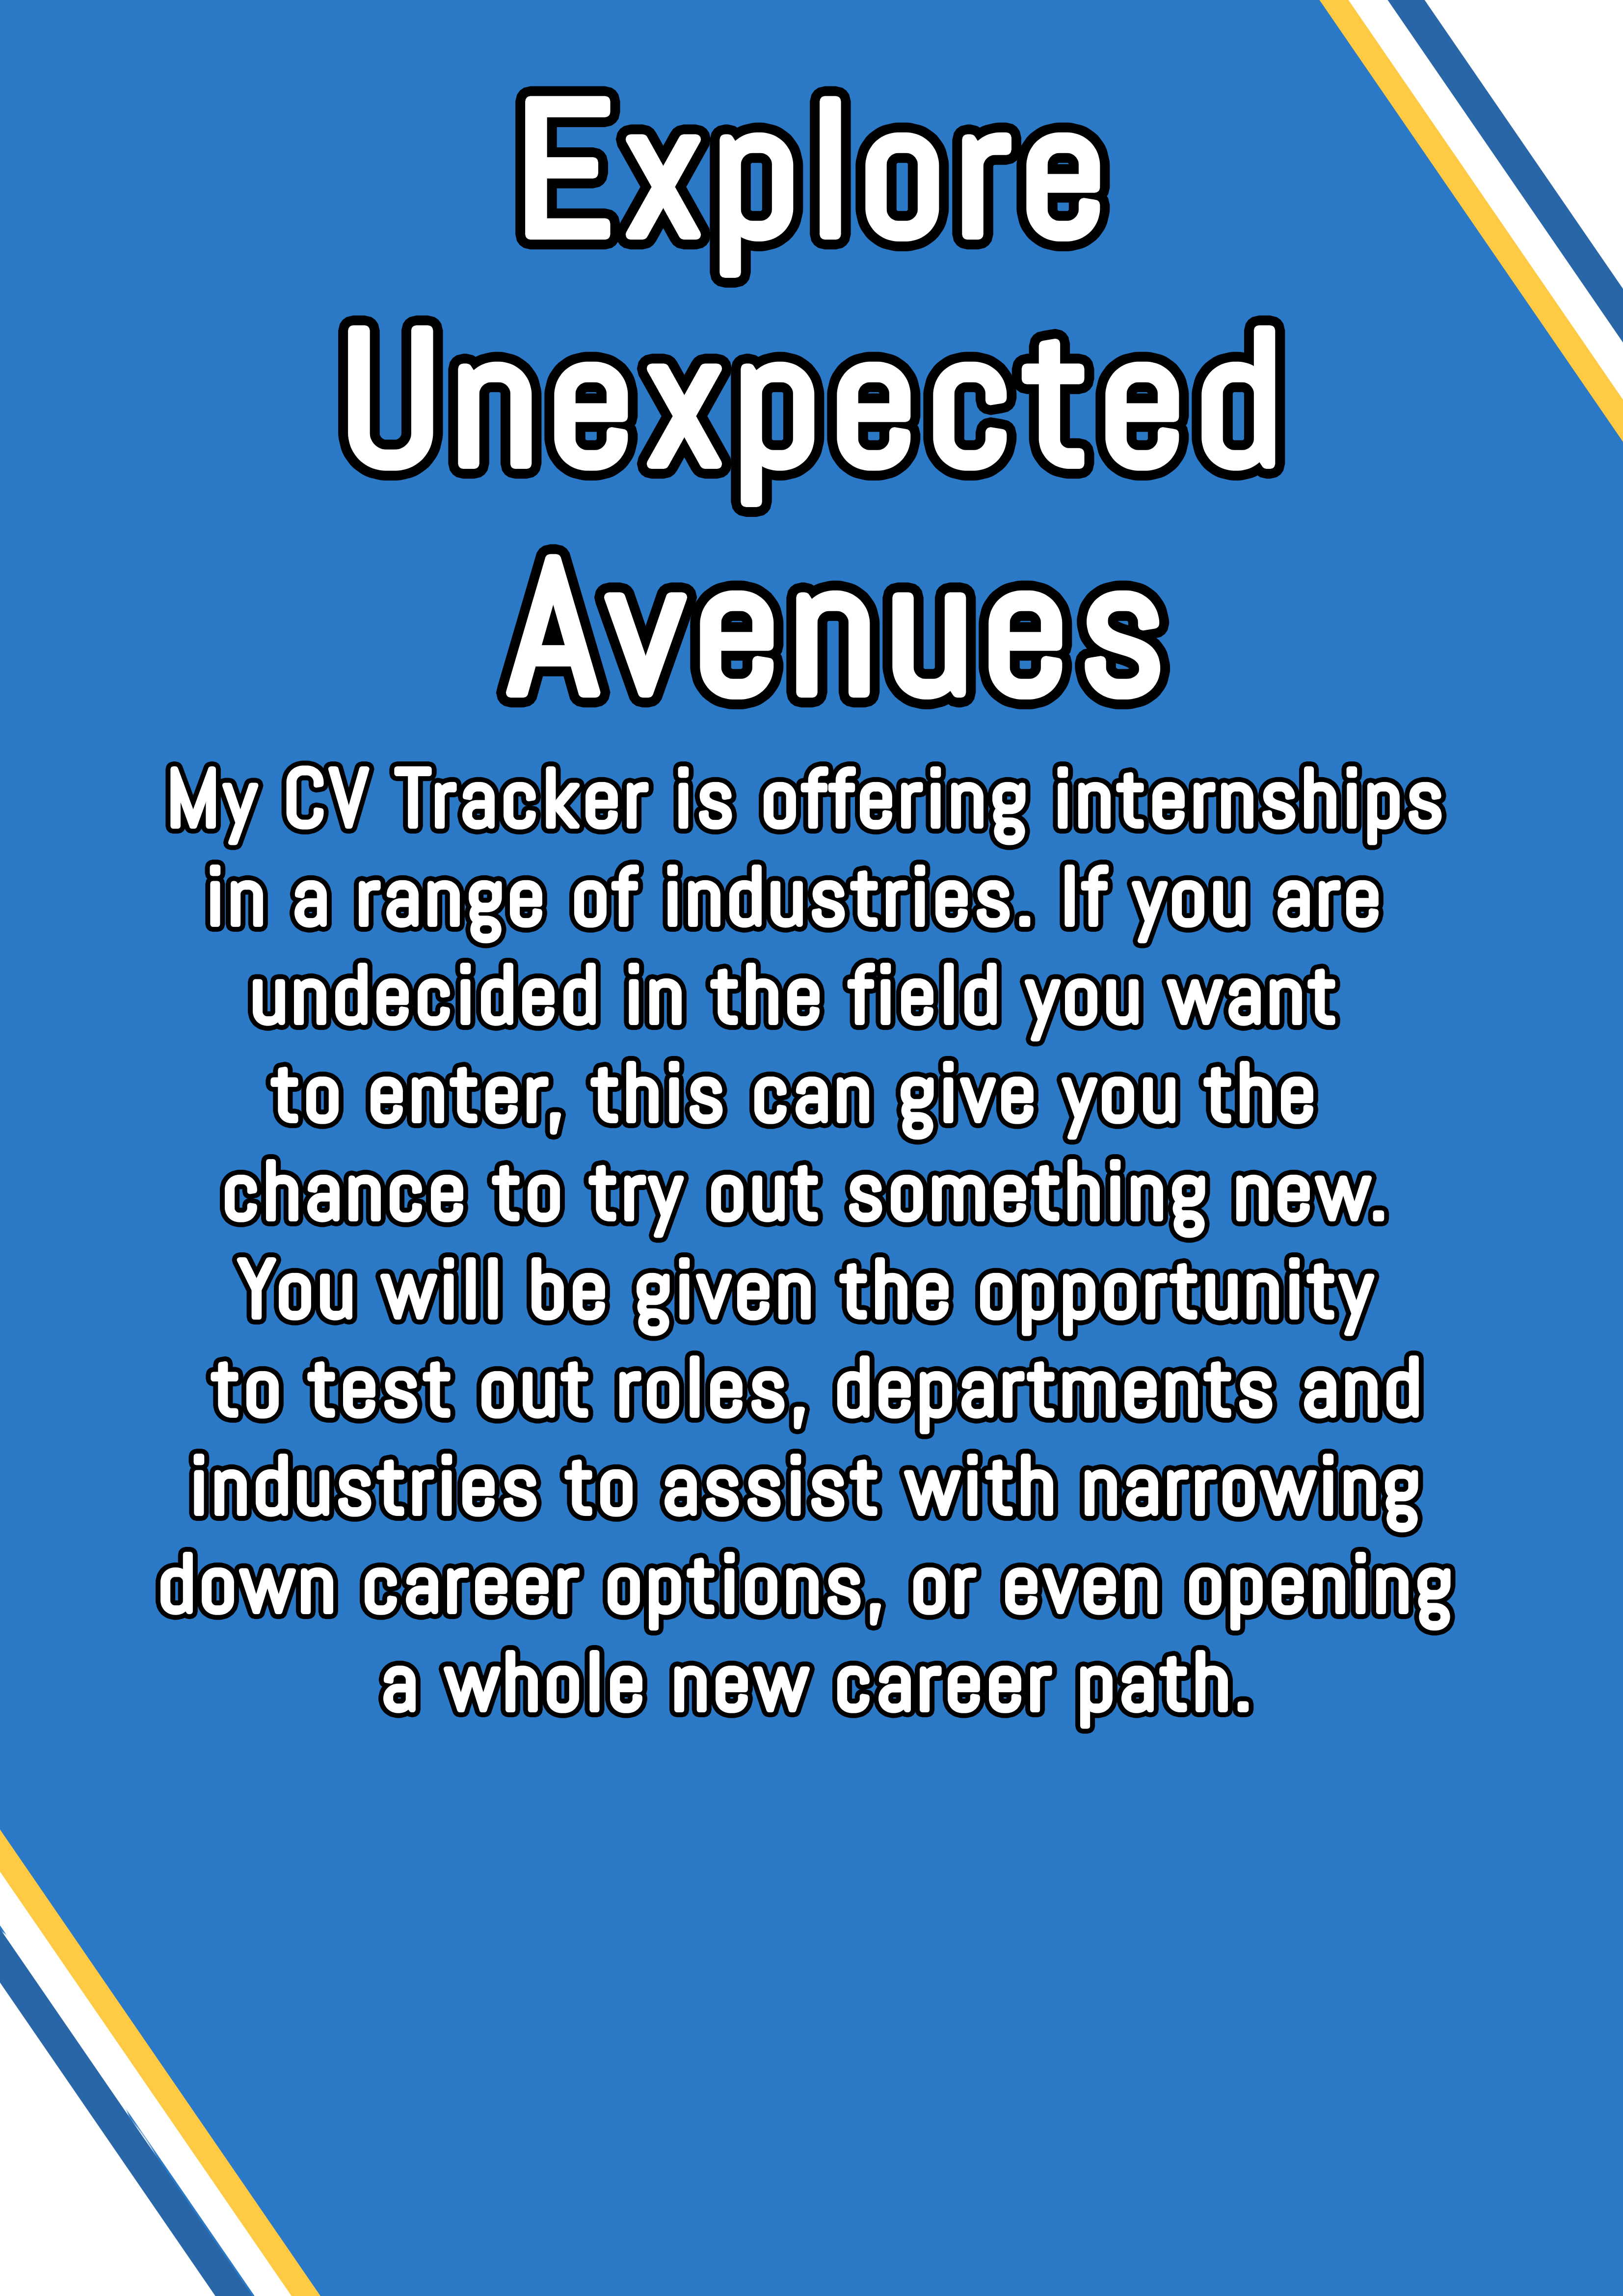 Explore
Unexpected
Avenues
My CV Tracker is offering internships
in a range of industries. If you are
undecided in the field you want
to enter, this can give you the
chance to try out something new.
You will be given the opportunity
to test out roles, departments and
industries to assist with narrowing
down career options, or even opening
a whole new career path.